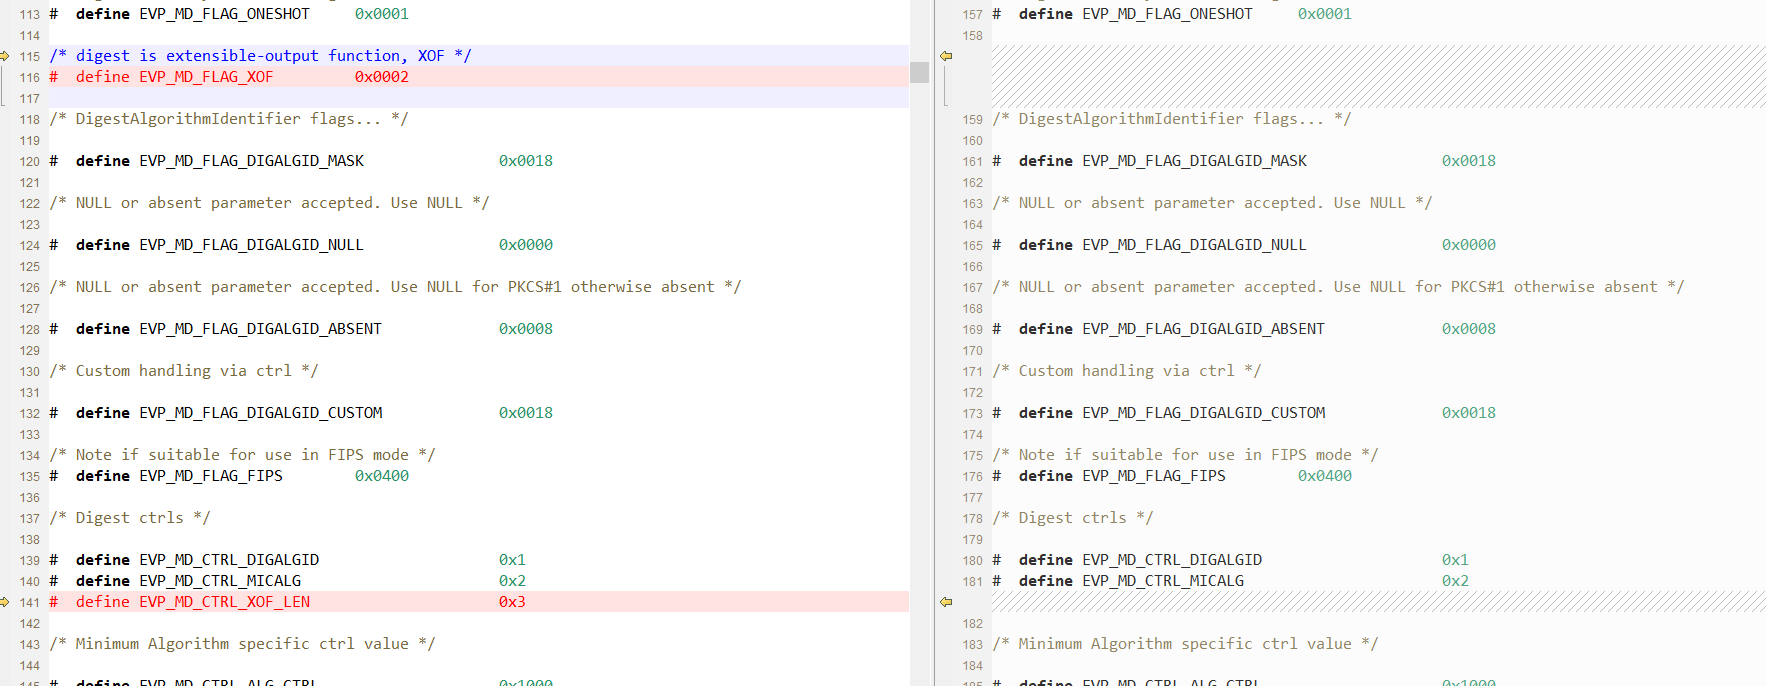 113 #  define EVP_MD_FLAG_ONESHOT     0x0001
114
115 /* digest is extensible-output function, XOF */
116 #  define EVP_MD_FLAG_XOF         0x0002
117
118 /* DigestAlgorithmIdentifier flags... */
119
120 #  define EVP_MD_FLAG_DIGALGID_MASK               0x0018
121
122 /* NULL or absent parameter accepted. Use NULL */
123
124 #  define EVP_MD_FLAG_DIGALGID_NULL               0x0000
125
126 /* NULL or absent parameter accepted. Use NULL for PKCS#1 otherwise absent */
127
128 #  define EVP_MD_FLAG_DIGALGID_ABSENT             0x0008
129
130 /* Custom handling via ctrl */
131
132 #  define EVP_MD_FLAG_DIGALGID_CUSTOM             0x0018
133
134 /* Note if suitable for use in FIPS mode */
135 #  define EVP_MD_FLAG_FIPS        0x0400
136
137 /* Digest ctrls */
138
139 #  define EVP_MD_CTRL_DIGALGID                    0x1
140 #  define EVP_MD_CTRL_MICALG                      0x2
141 #  define EVP_MD_CTRL_XOF_LEN                     0x3
142
143 /* Minimum Algorithm specific ctrl value */
144
145 #  define EVP_MD_CTRL_ALG_CTRL                    0x1000
157 #  define EVP_MD_FLAG_ONESHOT     0x0001
158
159 /* DigestAlgorithmIdentifier flags... */
160
161 #  define EVP_MD_FLAG_DIGALGID_MASK               0x0018
162
163 /* NULL or absent parameter accepted. Use NULL */
164
165 #  define EVP_MD_FLAG_DIGALGID_NULL               0x0000
166
167 /* NULL or absent parameter accepted. Use NULL for PKCS#1 otherwise absent */
168
169 #  define EVP_MD_FLAG_DIGALGID_ABSENT             0x0008
170
171 /* Custom handling via ctrl */
172
173 #  define EVP_MD_FLAG_DIGALGID_CUSTOM             0x0018
174
175 /* Note if suitable for use in FIPS mode */
176 #  define EVP_MD_FLAG_FIPS        0x0400
177
178 /* Digest ctrls */
179
180 #  define EVP_MD_CTRL_DIGALGID                    0x1
181 #  define EVP_MD_CTRL_MICALG                      0x2
182
183 /* Minimum Algorithm specific ctrl value */
184
185 #  define EVP_MD_CTRL_ALG_CTRL                    0x1000